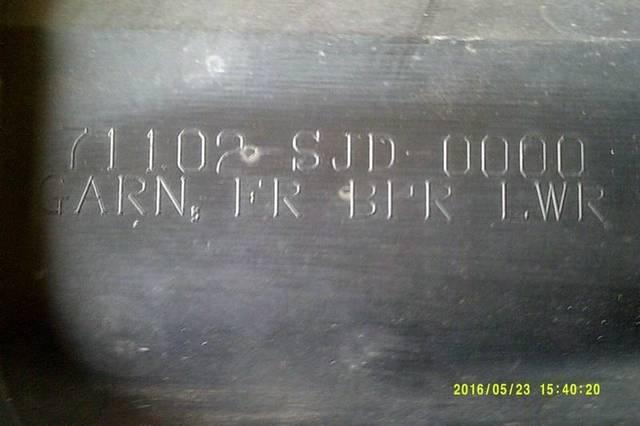 71102-SJD-0000
GARN, FR BPR LWR
2016/05/23 15:40:20